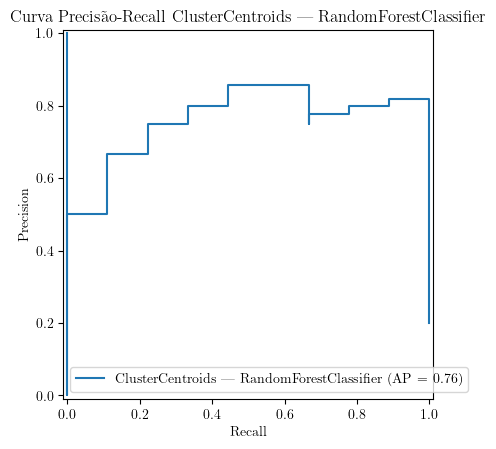 Curva Precisão-Recall ClusterCentroids — RandomForestClassifier
1.0
0.8
0.6
0.4
0.2
0.0
Precision
ClusterCentroids — RandomForestClassifier (AP = 0.76)
0.0 0.2 0.4 0.6 0.8 1.0
Recall